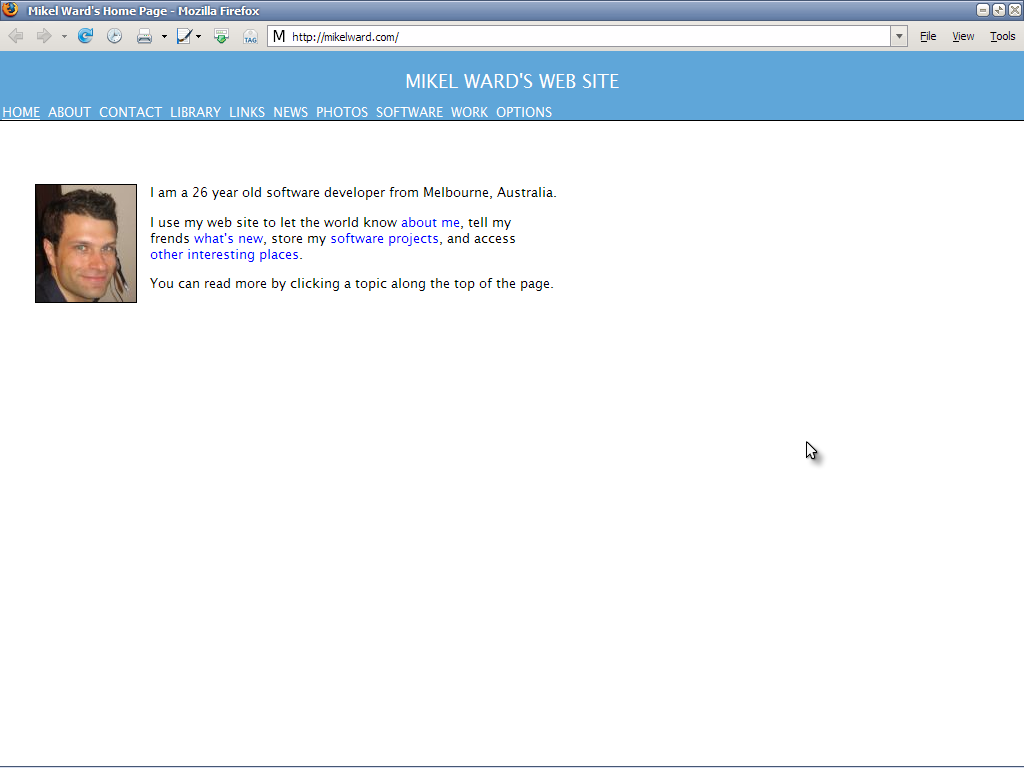 Mikel Ward's Home Page - Mozilla Firefox
TAG
M http://mikelward.com/
File View Tools
MIKEL WARD'S WEB SITE
HOME ABOUT CONTACT LIBRARY LINKS NEWS PHOTOS SOFTWARE WORK OPTIONS
I am a 26 year old software developer from Melbourne, Australia.
I use my web site to let the world know about me, tell my
frends what's new, store my software projects, and access
other interesting places.
You can read more by clicking a topic along the top of the page.